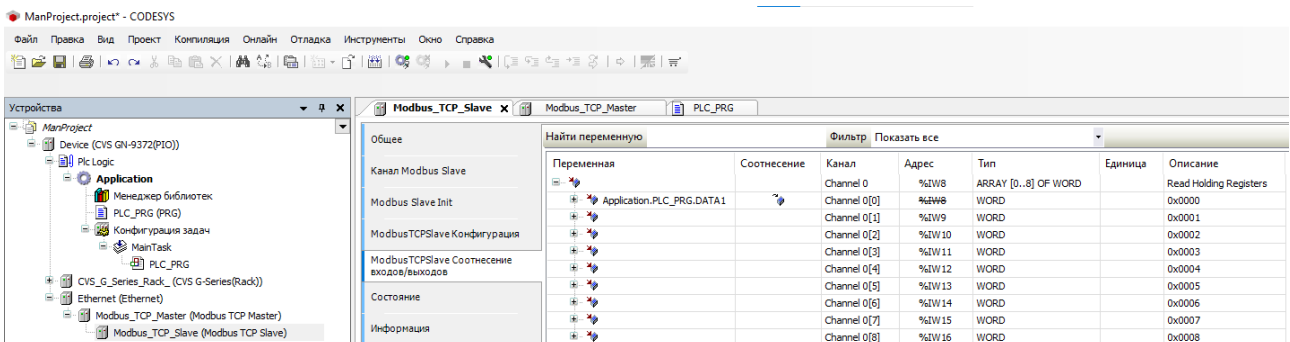 ManProject.project* - CODESYS
Файл Правка Вид Проект Компиляция Онлайн Отладка Инструменты Окно Справка
Устройства
ManProject
Device (CVS GN-9372(PIO))
Plc Logic
Application
Менеджер библиотек
PLC_PRG (PRG)
Конфигурация задач
MainTask
PLC_PRG
CVS_G_Series_Rack_ (CVS G-Series(Rack))
Ethernet (Ethernet)
Modbus_TCP_Master (Modbus TCP Master)
Modbus_TCP_Slave (Modbus TCP Slave)
Modbus_TCP_Slave Modbus_TCP_Master PLC_PRG
Общее
Канал Modbus Slave
Modbus Slave Init
ModbusTCPSlave Конфигурация
ModbusTCPSlave Соотнесение
входов/выходов
Состояние
Информация
Найти переменную Фильтр Показать все
Переменная Соотнесение Канал Адрес Тип Единица Описание
Channel 0 %IW8 ARRAY [0..8] OF WORD Read Holding Registers
Application.PLC_PRG.DATA1 Channel 0[0] %IW8 WORD 0x0000
Channel 0[1] %IW9 WORD 0x0001
Channel 0[2] %IW10 WORD 0x0002
Channel 0[3] %IW11 WORD 0x0003
Channel 0[4] %IW12 WORD 0x0004
Channel 0[5] %IW13 WORD 0x0005
Channel 0[6] %IW14 WORD 0x0006
Channel 0[7] %IW15 WORD 0x0007
Channel 0[8] %IW16 WORD 0x0008